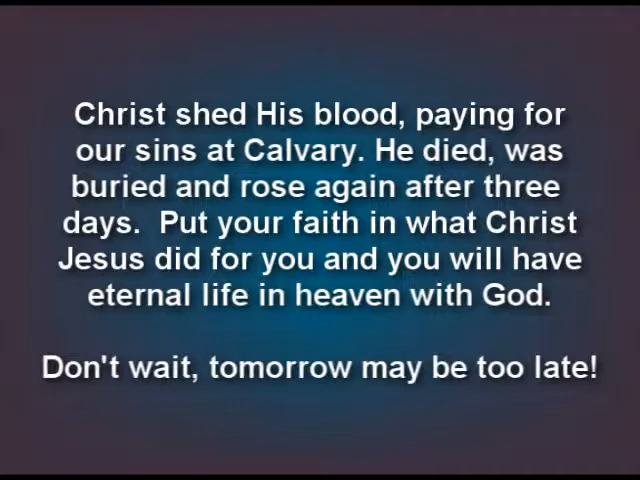 Christ shed His blood, paying for
our sins at Calvary. He died, was
buried and rose again after three
days.  Put your faith in what Christ
Jesus did for you and you will have
eternal life in heaven with God.
Don't wait, tomorrow may be too late!